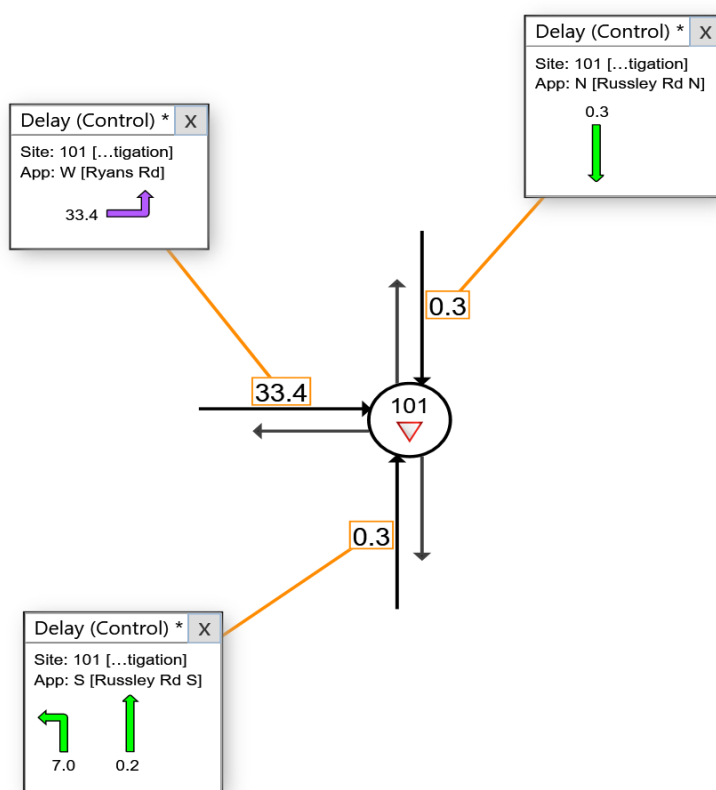 Delay (Control) * X
Site: 101 [...tigation]
App: N [Russley Rd N]
0.3
Delay (Control) * X
Site: 101 [...tigation]
App: W [Ryans Rd]
33.4
0.3
33.4
101
0.3
Delay (Control) * X
Site: 101 [...tigation]
App: S [Russley Rd S]
7.0 0.2